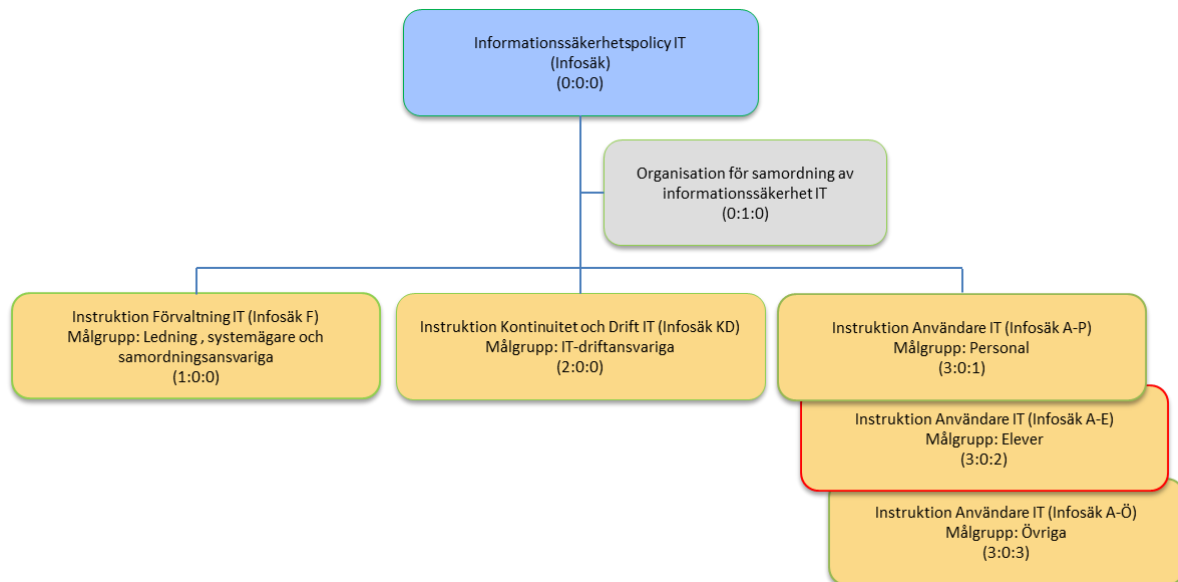 Informationssäkerhetspolicy IT
(Infosäk)
(0:0:0)
Organisation för samordning av
informationssäkerhet IT
(0:1:0)
Instruktion Förvaltning IT (Infosäk F)
Målgrupp: Ledning , systemägare och
samordningsansvariga
(1:0:0)
Instruktion Kontinuitet och Drift IT (Infosäk KD)
Målgrupp: IT-driftansvariga
(2:0:0)
Instruktion Användare IT (Infosäk A-P)
Målgrupp: Personal
(3:0:1)
Instruktion Användare IT (Infosäk A-E)
Målgrupp: Elever
(3:0:2)
Instruktion Användare IT (Infosäk A-Ö)
Målgrupp: Övriga
(3:0:3)